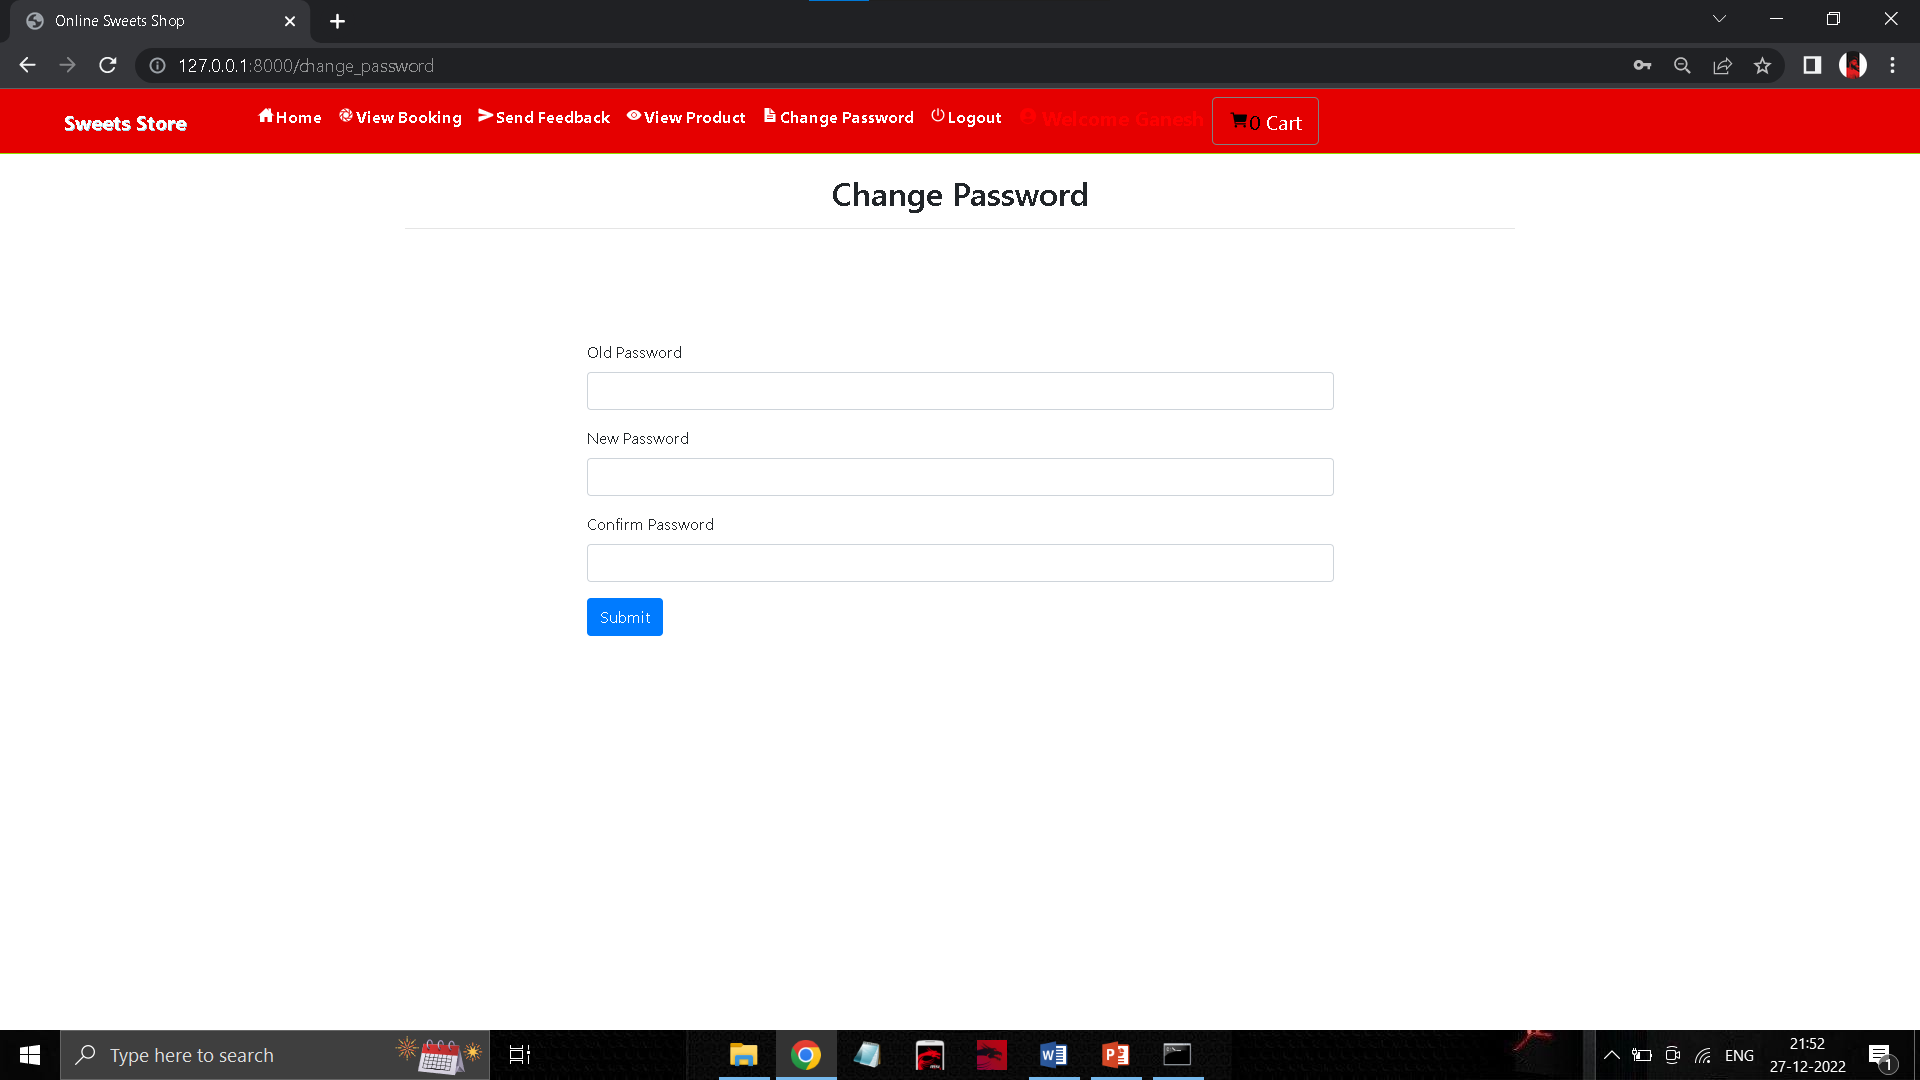 Online Sweets Shop
127.0.0.1:8000/change_password
Sweets Store
Home View Booking Send Feedback View Product Change Password Logout Welcome Ganesh 0 Cart
Change Password
Old Password
New Password
Confirm Password
Submit
Type here to search
ENG
21:52
27-12-2022
1